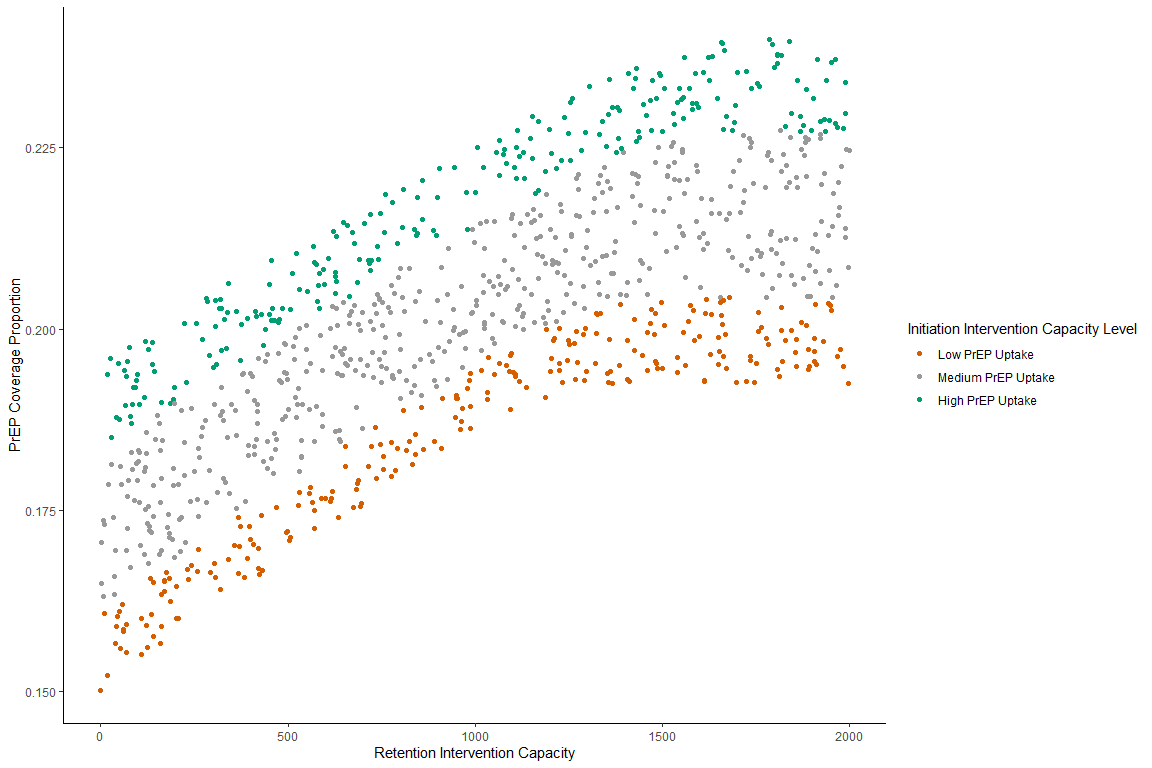 PrEP Coverage Proportion
0.225
0.200
0.175
0.150
0
500
1000
1500
2000
Retention Intervention Capacity
Initiation Intervention Capacity Level
Low PrEP Uptake
Medium PrEP Uptake
High PrEP Uptake